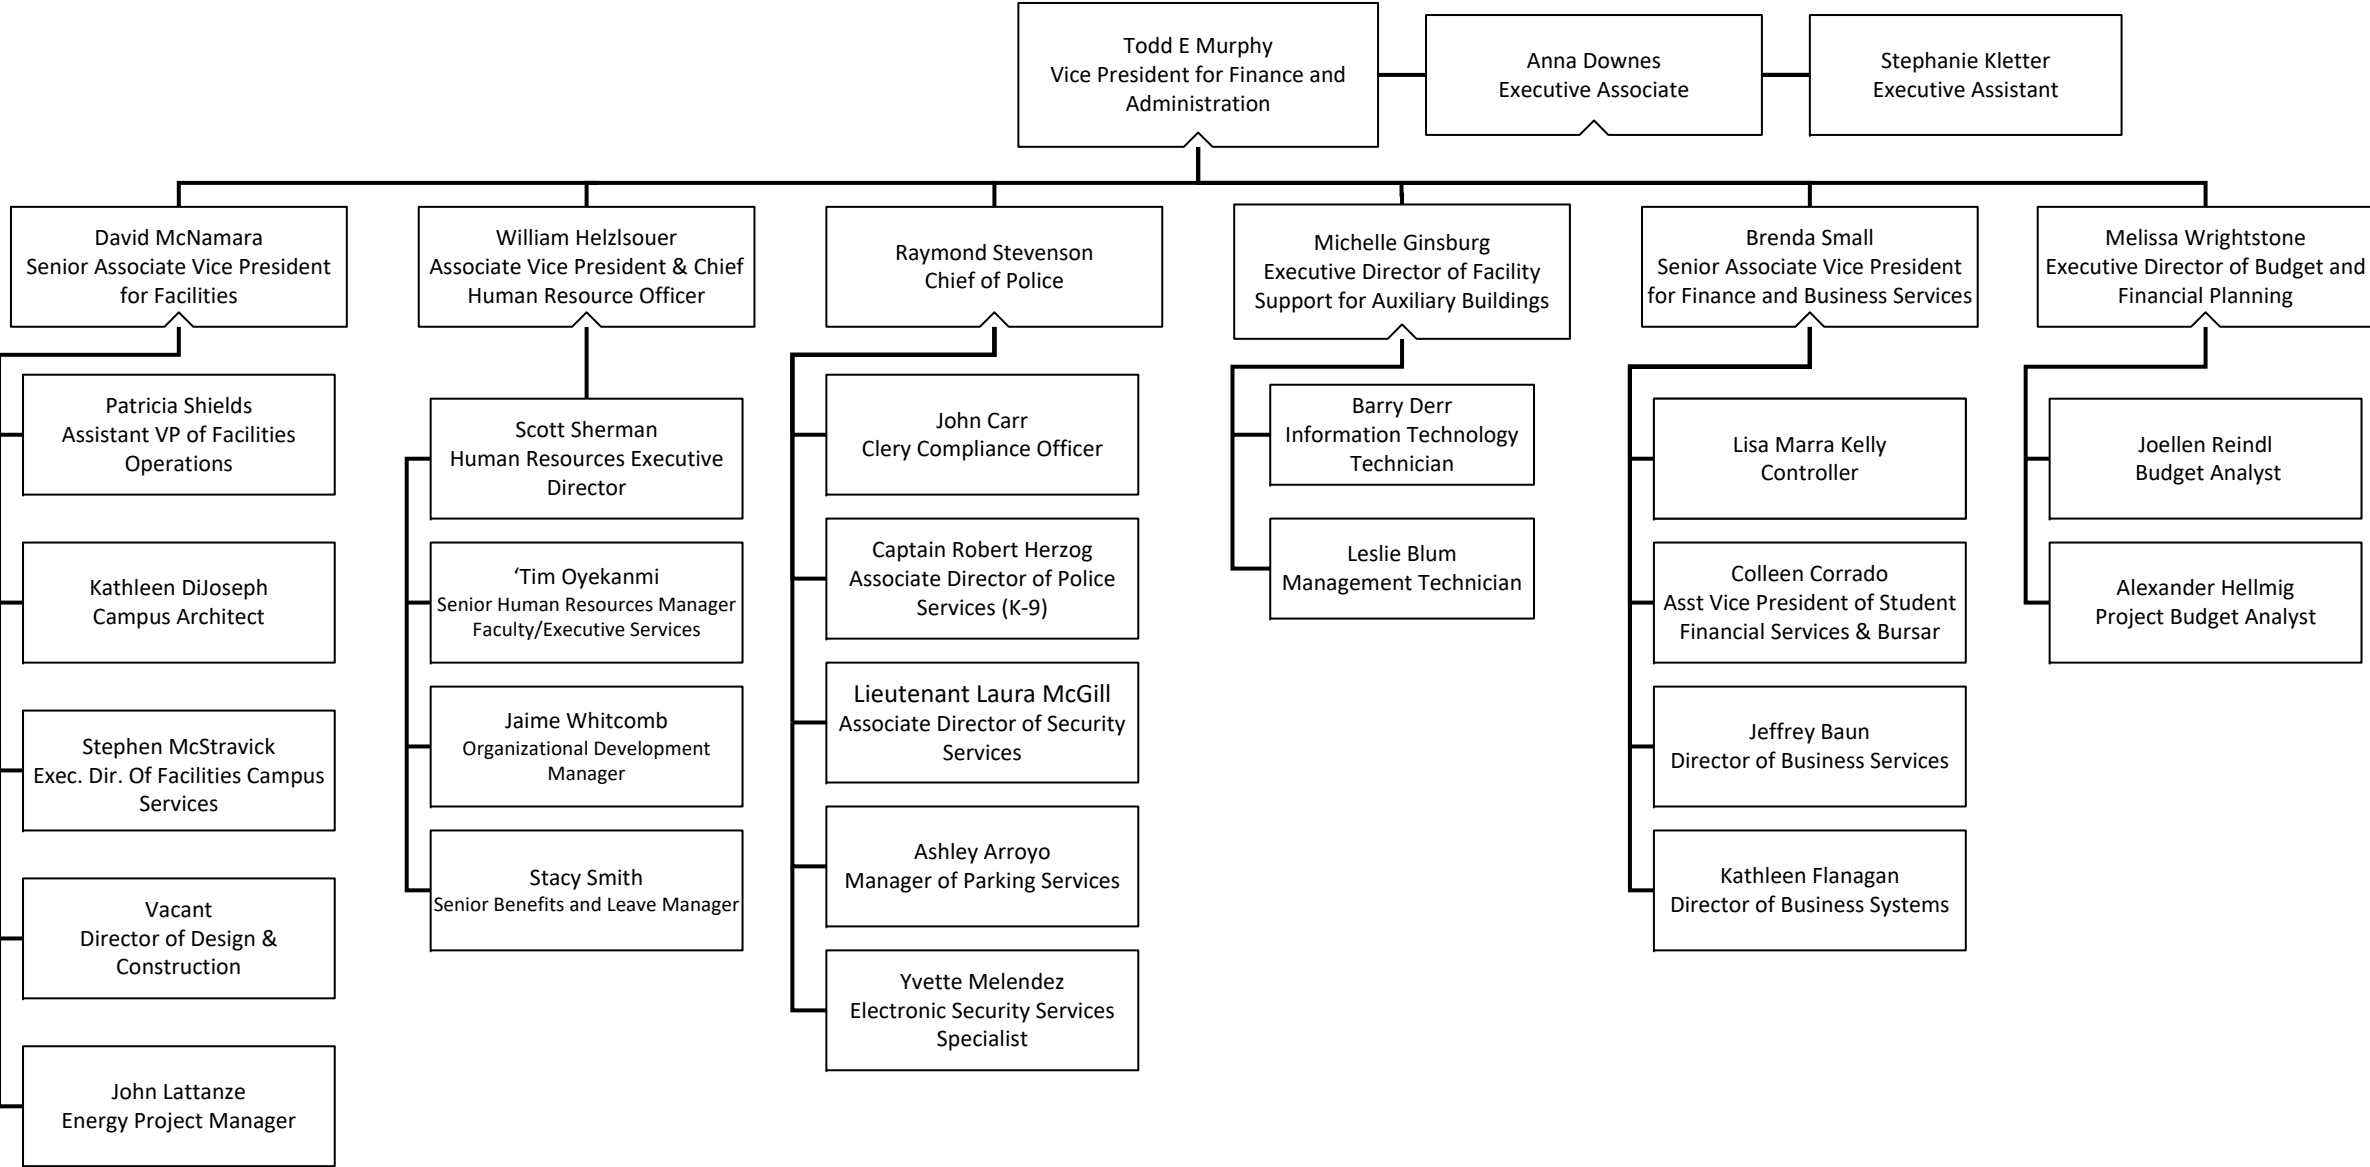 Todd E Murphy
Vice President for Finance and
Administration
Anna Downes
Executive Associate
Stephanie Kletter
Executive Assistant
David McNamara
Senior Associate Vice President
for Facilities
William Helzlsouer
Associate Vice President & Chief
Human Resource Officer
Raymond Stevenson
Chief of Police
Michelle Ginsburg
Executive Director of Facility
Support for Auxiliary Buildings
Brenda Small
Senior Associate Vice President
for Finance and Business Services
Melissa Wrightstone
Executive Director of Budget and
Financial Planning
Patricia Shields
Assistant VP of Facilities
Operations
Kathleen DiJoseph
Campus Architect
Stephen McStravick
Exec. Dir. Of Facilities Campus
Services
Vacant
Director of Design &
Construction
John Lattanze
Energy Project Manager
Scott Sherman
Human Resources Executive
Director
‘Tim Oyekanmi
Senior Human Resources Manager
Faculty/Executive Services
Jaime Whitcomb
Organizational Development
Manager
Stacy Smith
Senior Benefits and Leave Manager
John Carr
Clery Compliance Officer
Captain Robert Herzog
Associate Director of Police
Services (K-9)
Lieutenant Laura McGill
Associate Director of Security
Services
Ashley Arroyo
Manager of Parking Services
Yvette Melendez
Electronic Security Services
Specialist
Barry Derr
Information Technology
Technician
Leslie Blum
Management Technician
Lisa Marra Kelly
Controller
Colleen Corrado
Asst Vice President of Student
Financial Services & Bursar
Jeffrey Baun
Director of Business Services
Kathleen Flanagan
Director of Business Systems
Joellen Reindl
Budget Analyst
Alexander Hellmig
Project Budget Analyst